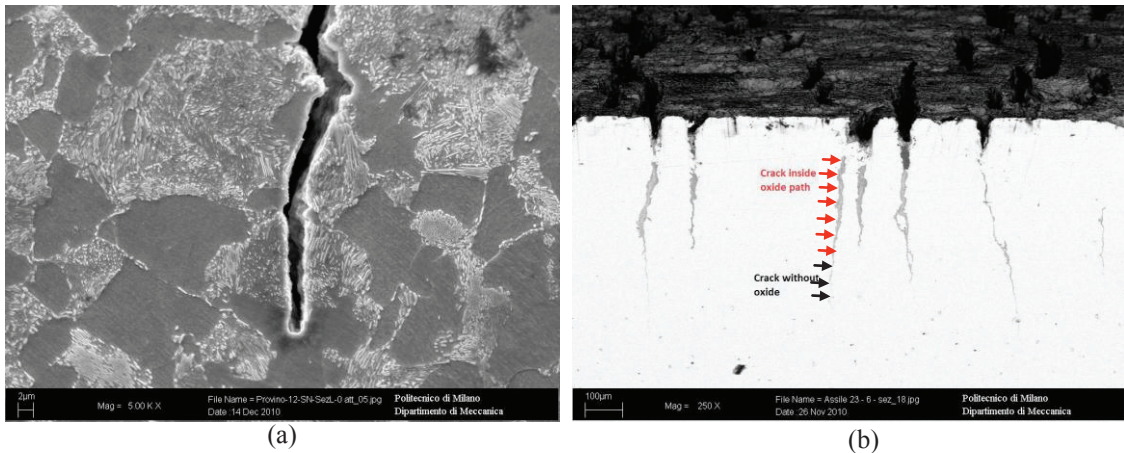 Crack inside
oxide path
Crack without
oxide
2µm
Mag = 5.00 K X
File Name = Provino-12-SN-SezL-0 att_05.jpg
Date :14 Dec 2010
Politecnico di Milano
Dipartimento di Meccanica
100µm
Mag = 250 X
File Name = Assile 23 - 6 - sez_18.jpg
Date :26 Nov 2010
Politecnico di Milano
Dipartimento di Meccanica
(a)
(b)